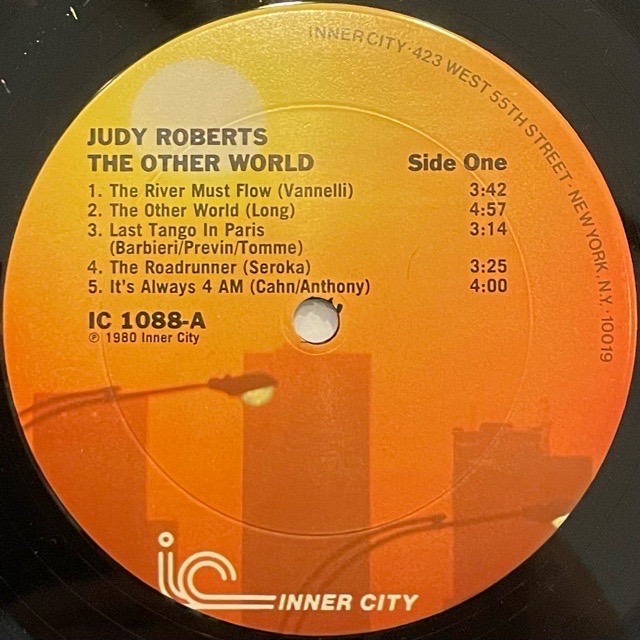 INNER CITY · 423 WEST 55TH STREET · NEW YORK, N.Y. · 10019
JUDY ROBERTS
THE OTHER WORLD Side One
1. The River Must Flow (Vannelli) 3:42
2. The Other World (Long) 4:57
3. Last Tango In Paris 3:14
(Barbieri/Previn/Tomme)
4. The Roadrunner (Seroka) 3:25
5. It's Always 4 AM (Cahn/Anthony) 4:00
IC 1088-A
℗ 1980 Inner City
ic INNER CITY